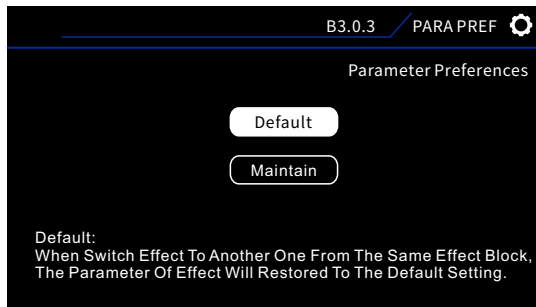 B3.0.3 PARA PREF
Parameter Preferences
Default
Maintain
Default:
When Switch Effect To Another One From The Same Effect Block,
The Parameter Of Effect Will Restored To The Default Setting.